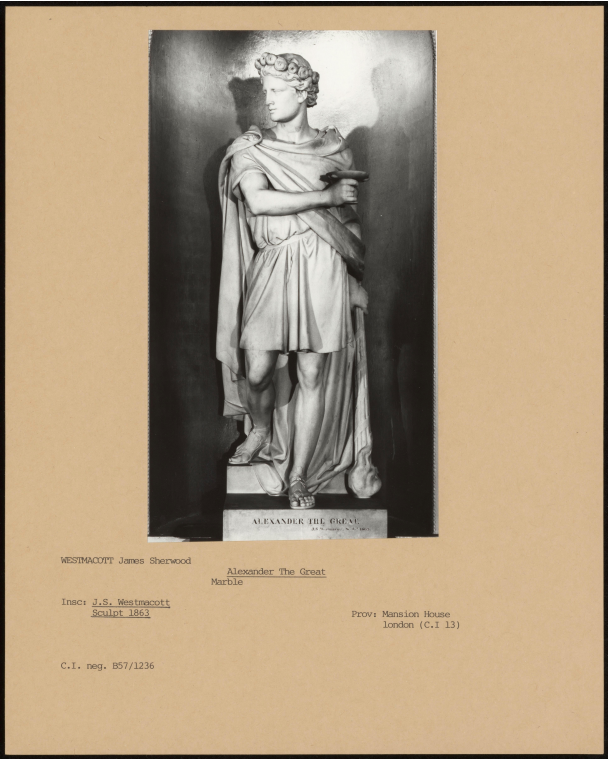 ALEXANDER THE GREAT
WESTMACOTT James Sherwood
Alexander The Great
Marble
Insc: J.S. Westmacott
Sculpt 1863
Prov: Mansion House
london (C.I 13)
C.I. neg. B57/1236